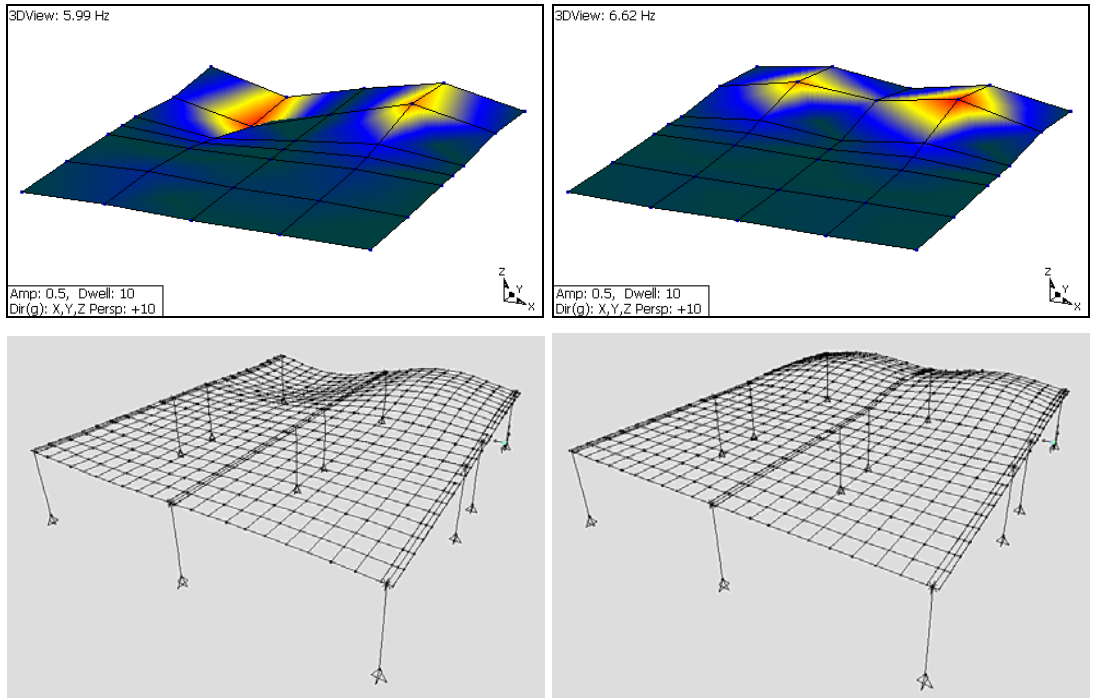 3DView: 5.99 Hz
Z
Y
X
Amp: 0.5, Dwell: 10
Dir(g): X,Y,Z Persp: +10
3DView: 6.62 Hz
Z
Y
X
Amp: 0.5, Dwell: 10
Dir(g): X,Y,Z Persp: +10